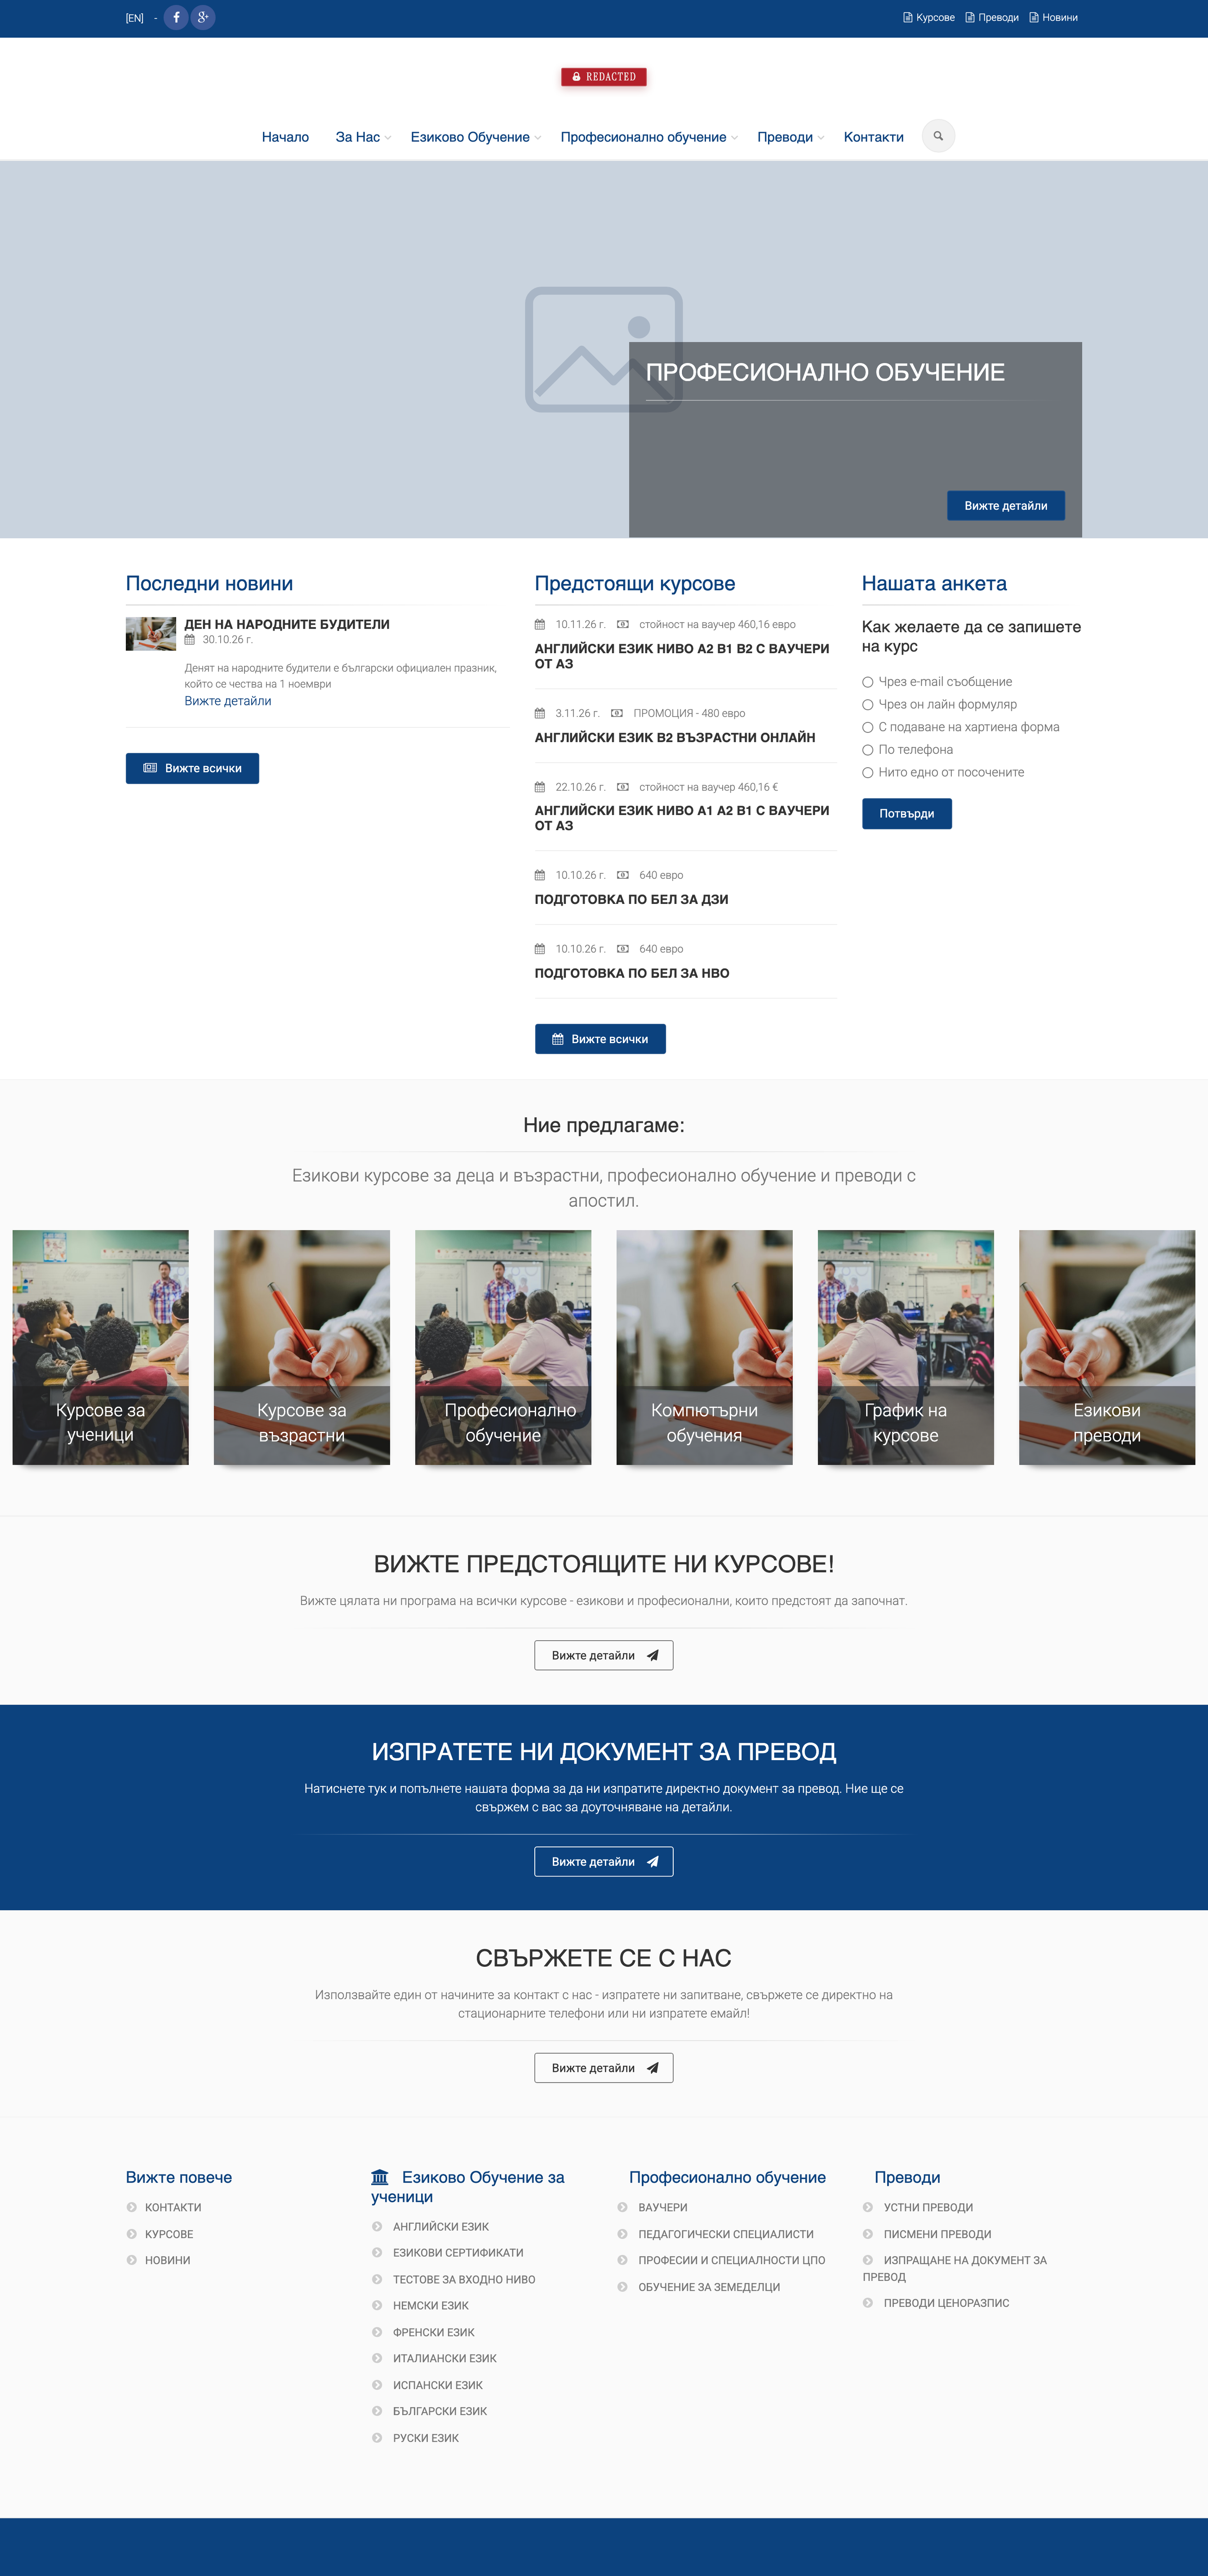 [EN] -
Курсове Преводи Новини
REDACTED
Начало За Нас Езиково Обучение Професионално обучение Преводи Контакти
ПРОФЕСИОНАЛНО ОБУЧЕНИЕ
Вижте детайли
Последни новини
ДЕН НА НАРОДНИТЕ БУДИТЕЛИ
30.10.26 г.
Денят на народните будители е български официален празник,
който се чества на 1 ноември
Вижте детайли
Вижте всички
Предстоящи курсове
10.11.26 г. стойност на ваучер 460,16 евро
АНГЛИЙСКИ ЕЗИК НИВО А2 В1 В2 С ВАУЧЕРИ
ОТ АЗ
3.11.26 г. ПРОМОЦИЯ - 480 евро
АНГЛИЙСКИ ЕЗИК B2 ВЪЗРАСТНИ ОНЛАЙН
22.10.26 г. стойност на ваучер 460,16 €
АНГЛИЙСКИ ЕЗИК НИВО А1 А2 В1 С ВАУЧЕРИ
ОТ АЗ
10.10.26 г. 640 евро
ПОДГОТОВКА ПО БЕЛ ЗА ДЗИ
10.10.26 г. 640 евро
ПОДГОТОВКА ПО БЕЛ ЗА НВО
Вижте всички
Нашата анкета
Как желаете да се запишете
на курс
Чрез e-mail съобщение
Чрез он лайн формуляр
С подаване на хартиена форма
По телефона
Нито едно от посочените
Потвърди
Ние предлагаме:
Езикови курсове за деца и възрастни, професионално обучение и преводи с
апостил.
Курсове за
ученици
Курсове за
възрастни
Професионално
обучение
Компютърни
обучения
График на
курсове
Езикови
преводи
ВИЖТЕ ПРЕДСТОЯЩИТЕ НИ КУРСОВЕ!
Вижте цялата ни програма на всички курсове - езикови и професионални, които предстоят да започнат.
Вижте детайли
ИЗПРАТЕТЕ НИ ДОКУМЕНТ ЗА ПРЕВОД
Натиснете тук и попълнете нашата форма за да ни изпратите директно документ за превод. Ние ще се
свържем с вас за доуточняване на детайли.
Вижте детайли
СВЪРЖЕТЕ СЕ С НАС
Използвайте един от начините за контакт с нас - изпратете ни запитване, свържете се директно на
стационарните телефони или ни изпратете емайл!
Вижте детайли
Вижте повече
КОНТАКТИ
КУРСОВЕ
НОВИНИ
Езиково Обучение за
ученици
АНГЛИЙСКИ ЕЗИК
ЕЗИКОВИ СЕРТИФИКАТИ
ТЕСТОВЕ ЗА ВХОДНО НИВО
НЕМСКИ ЕЗИК
ФРЕНСКИ ЕЗИК
ИТАЛИАНСКИ ЕЗИК
ИСПАНСКИ ЕЗИК
БЪЛГАРСКИ ЕЗИК
РУСКИ ЕЗИК
Професионално обучение
ВАУЧЕРИ
ПЕДАГОГИЧЕСКИ СПЕЦИАЛИСТИ
ПРОФЕСИИ И СПЕЦИАЛНОСТИ ЦПО
ОБУЧЕНИЕ ЗА ЗЕМЕДЕЛЦИ
Преводи
УСТНИ ПРЕВОДИ
ПИСМЕНИ ПРЕВОДИ
ИЗПРАЩАНЕ НА ДОКУМЕНТ ЗА
ПРЕВОД
ПРЕВОДИ ЦЕНОРАЗПИС